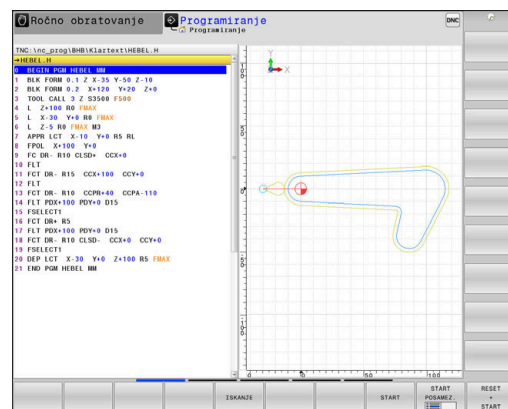 Ročno obratovanje
Programiranje
Programiranje
DNC
TNC:\nc_prog\BHB\Klartext\HEBEL.H
→HEBEL.H
0 BEGIN PGM HEBEL MM
1 BLK FORM 0.1 Z X-35 Y-50 Z-10
2 BLK FORM 0.2 X+120 Y+20 Z+0
3 TOOL CALL 3 Z S3500 F500
4 L Z+100 R0 FMAX
5 L X-30 Y+0 R0 FMAX
6 L Z-5 R0 FMAX M3
7 APPR LCT X-10 Y+0 R5 RL
8 FPOL X+100 Y+0
9 FC DR- R10 CLSD+ CCX+0
10 FLT
11 FCT DR- R15 CCX+100 CCY+0
12 FLT
13 FCT DR- R10 CCPR+40 CCPA-110
14 FLT PDX+100 PDY+0 D15
15 FSELECT1
16 FCT DR+ R5
17 FLT PDX+100 PDY+0 D15
18 FCT DR- R10 CLSD- CCX+0 CCY+0
19 FSELECT1
20 DEP LCT X-30 Y+0 Z+100 R5 FMAX
21 END PGM HEBEL MM
Y
X
0
50
100
ISKANJE
START
START
POSAMEZ.
RESET
+
START